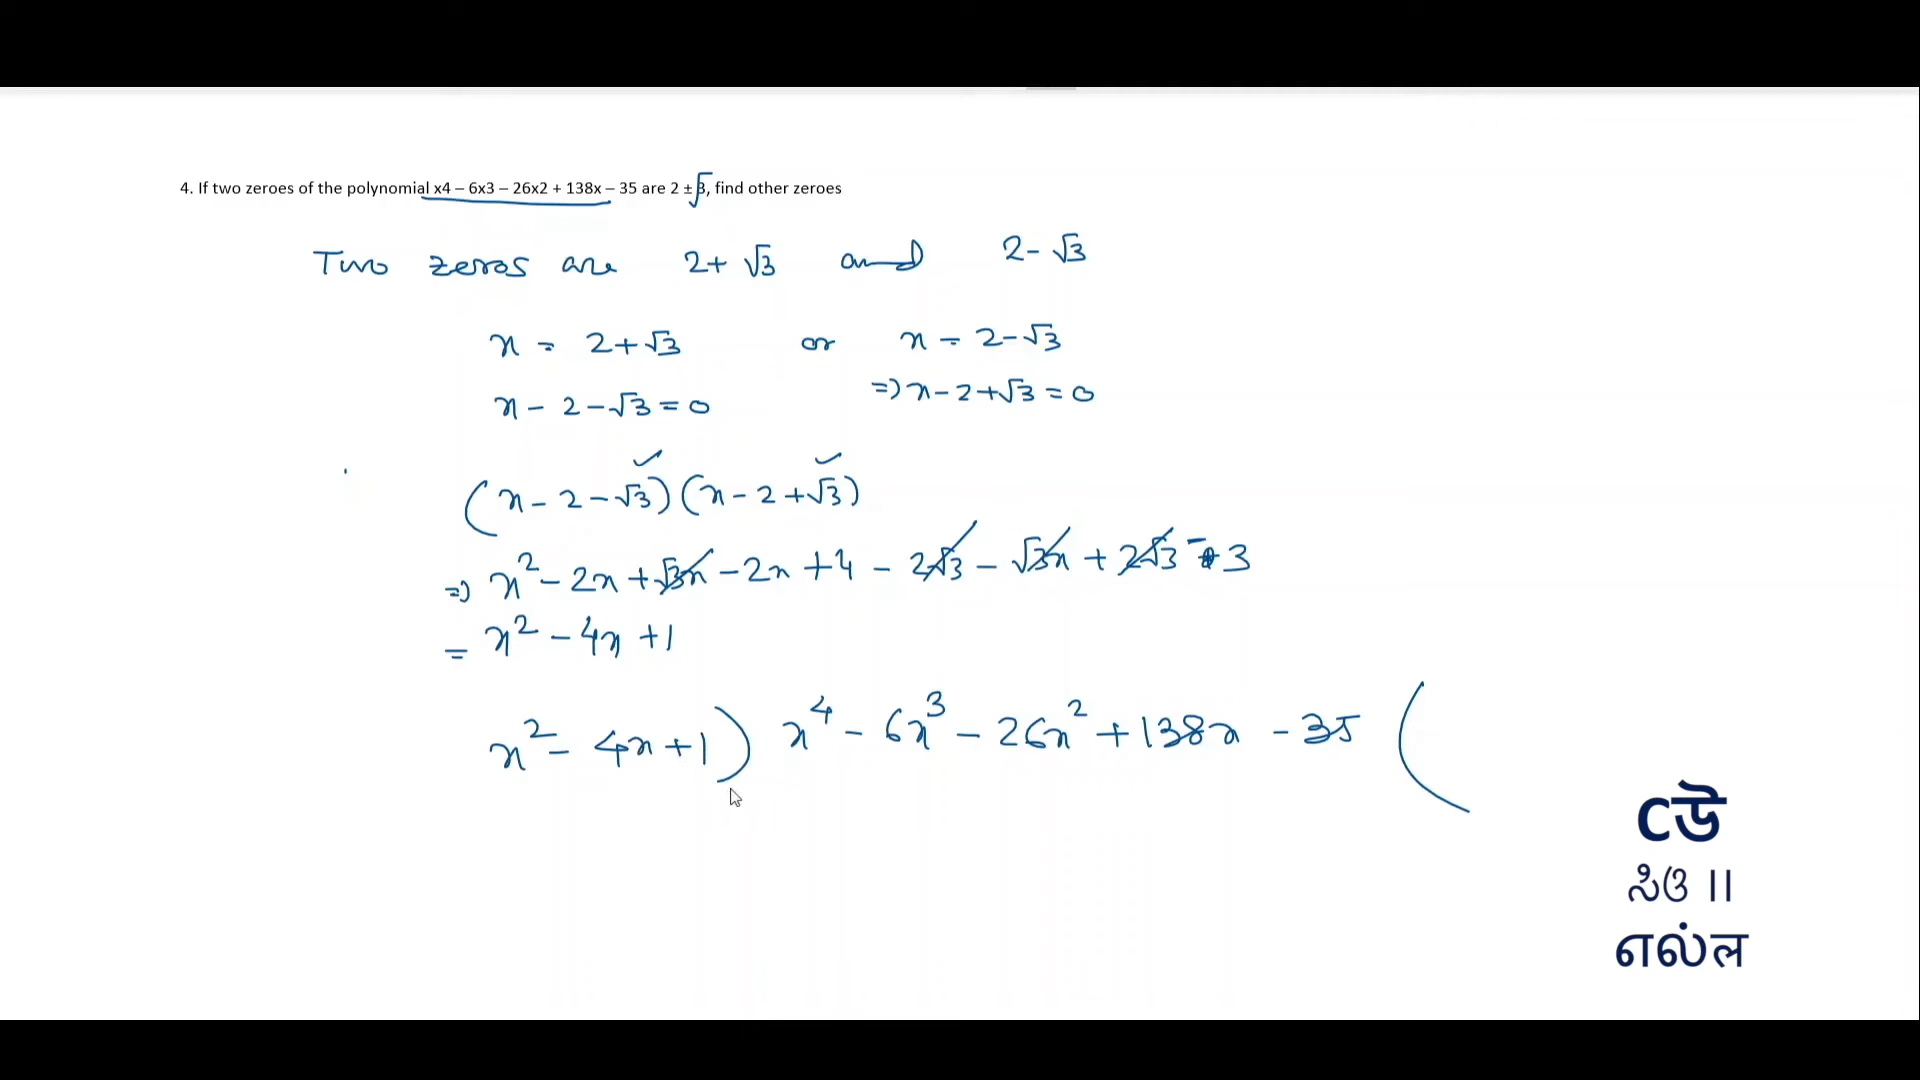 4. If two zeroes of the polynomial x4 – 6x3 – 26x2 + 138x – 35 are 2 ± √3, find other zeroes
Two zeros are 2+ √3 and 2- √3
x = 2+√3 or x = 2-√3
x - 2 -√3 = 0 => x - 2 + √3 = 0
(x - 2 - √3) (x - 2 + √3)
=> x² - 2x + √3x - 2x + 4 - 2√3 - √3x + 2√3 - 3
= x² - 4x + 1
x² - 4x + 1 ) x⁴ - 6x³ - 26x² + 138x - 35 (
Cউ
ಸಿଓ ॥
எல்ல